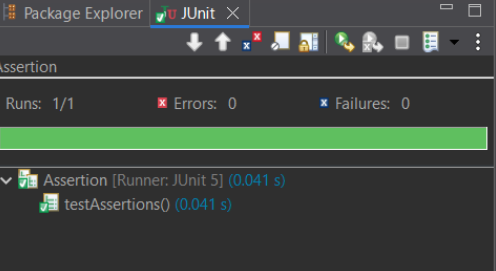 Package Explorer JUnit
Assertion
Runs: 1/1 Errors: 0 Failures: 0
Assertion [Runner: JUnit 5] (0.041 s)
testAssertions() (0.041 s)